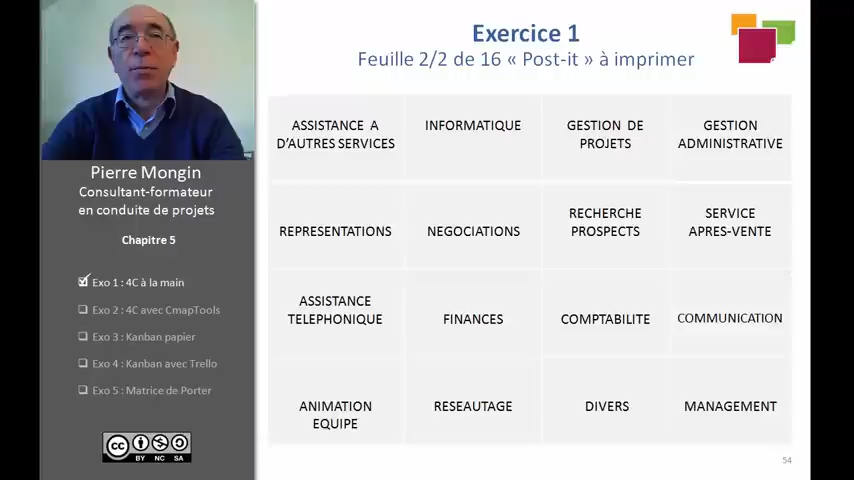 Exercice 1
Feuille 2/2 de 16 « Post-it » à imprimer
Pierre Mongin
Consultant-formateur
en conduite de projets
Chapitre 5
Exo 1 : 4C à la main
Exo 2 : 4C avec CmapTools
Exo 3 : Kanban papier
Exo 4 : Kanban avec Trello
Exo 5 : Matrice de Porter
cc
BY NC SA
ASSISTANCE A
D'AUTRES SERVICES
INFORMATIQUE
GESTION DE
PROJETS
GESTION
ADMINISTRATIVE
REPRESENTATIONS
NEGOCIATIONS
RECHERCHE
PROSPECTS
SERVICE
APRES-VENTE
ASSISTANCE
TELEPHONIQUE
FINANCES
COMPTABILITE
COMMUNICATION
ANIMATION
EQUIPE
RESEAUTAGE
DIVERS
MANAGEMENT
54